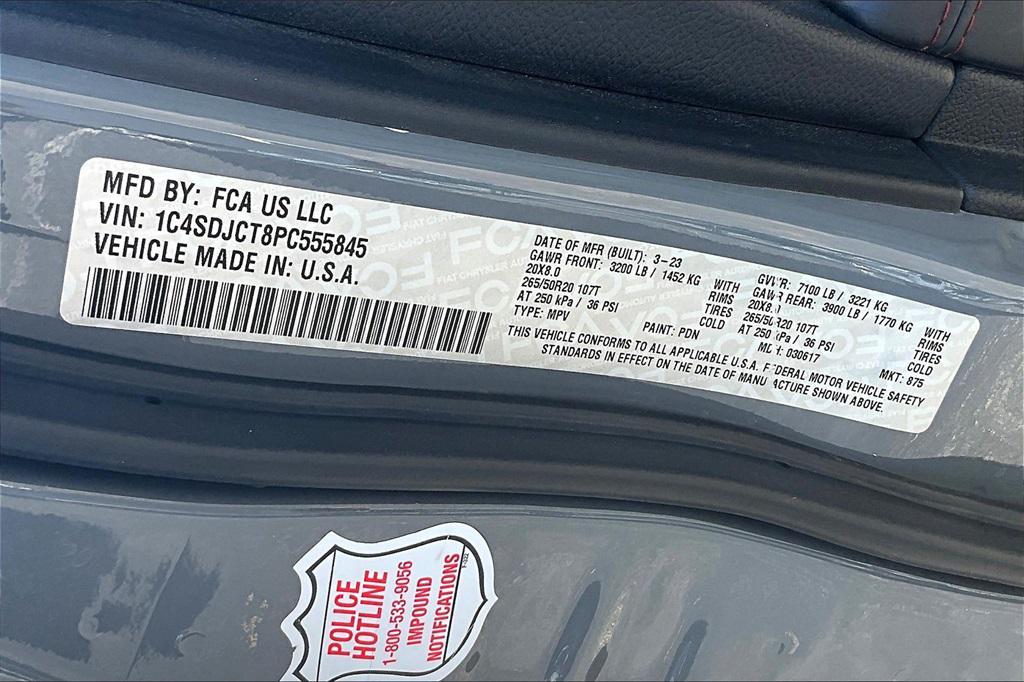 MFD BY: FCA US LLC
VIN: 1C4SDJCT8PC555845
VEHICLE MADE IN: U.S.A.
DATE OF MFR (BUILT): 3-23
GAWR FRONT: 3200 LB / 1452 KG WITH
20X8.0 RIMS
265/50R20 107T TIRES
AT 250 kPa / 36 PSI COLD
TYPE: MPV PAINT: PDN
GVWR: 7100 LB / 3221 KG
GAWR REAR: 3900 LB / 1770 KG WITH
20X8.0 RIMS
265/50R20 107T TIRES
AT 250 kPa / 36 PSI COLD
MDH: 030617 MKT: 875
THIS VEHICLE CONFORMS TO ALL APPLICABLE U.S.A. FEDERAL MOTOR VEHICLE SAFETY
STANDARDS IN EFFECT ON THE DATE OF MANUFACTURE SHOWN ABOVE.
POLICE
HOTLINE
1-800-533-9056
IMPOUND
NOTIFICATIONS